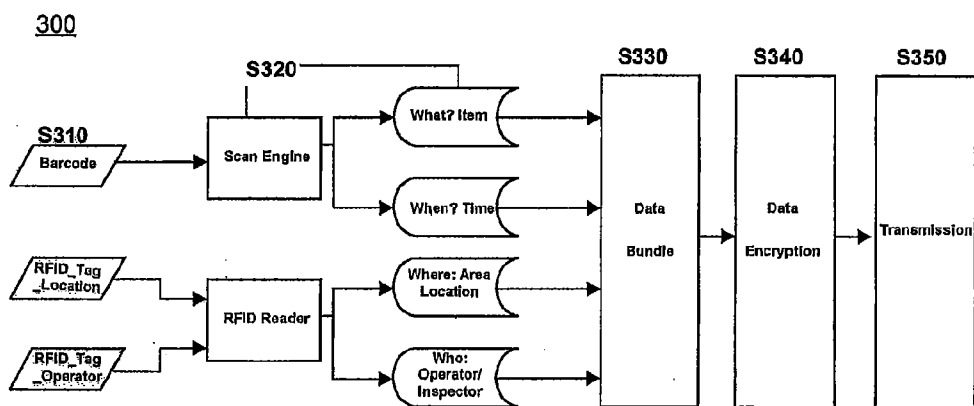 300
S320
S330
S340
S350
S310
Barcode
Scan Engine
What? Item
When? Time
RFID_Tag
_Location
RFID_Tag
_Operator
RFID Reader
Where: Area
Location
Who:
Operator/
Inspector
Data
Bundle
Data
Encryption
Transmission